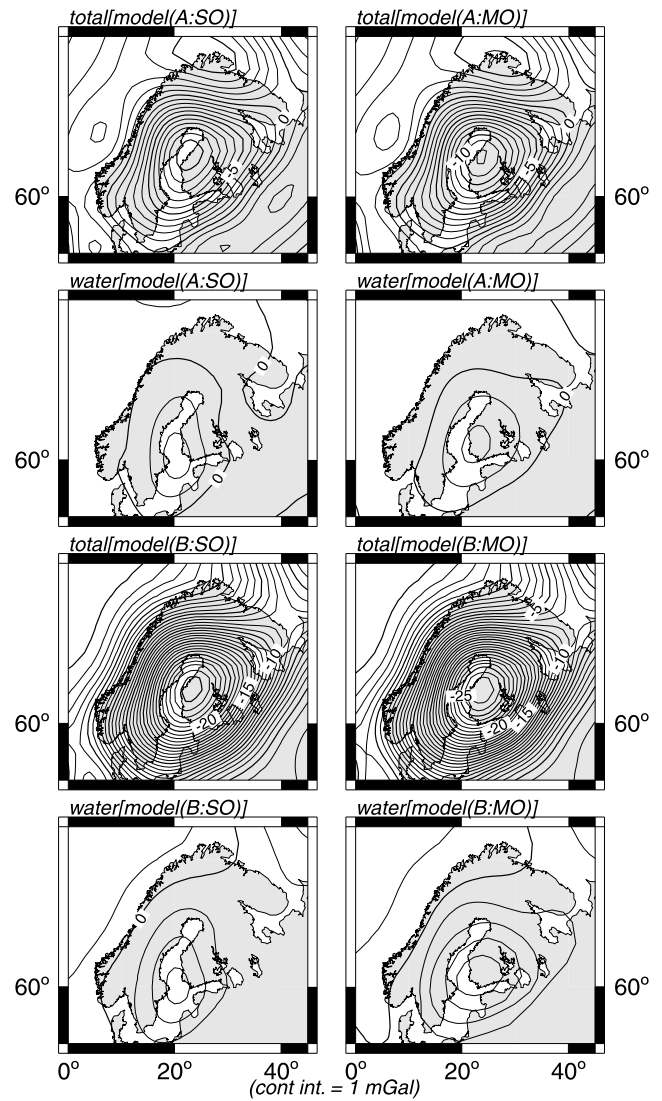 total[model(A:SO)] total[model(A:MO)]
0 0
-5 -10 -5
60° 60°
water[model(A:SO)] water[model(A:MO)]
0 0
60° 0 60°
total[model(B:SO)] total[model(B:MO)]
-5
-10 -10
-15 -25 -15
60° -20 -20 60°
water[model(B:SO)] water[model(B:MO)]
0
60° 60°
0° 20° 40° 0° 20° 40°
(cont int. = 1 mGal)